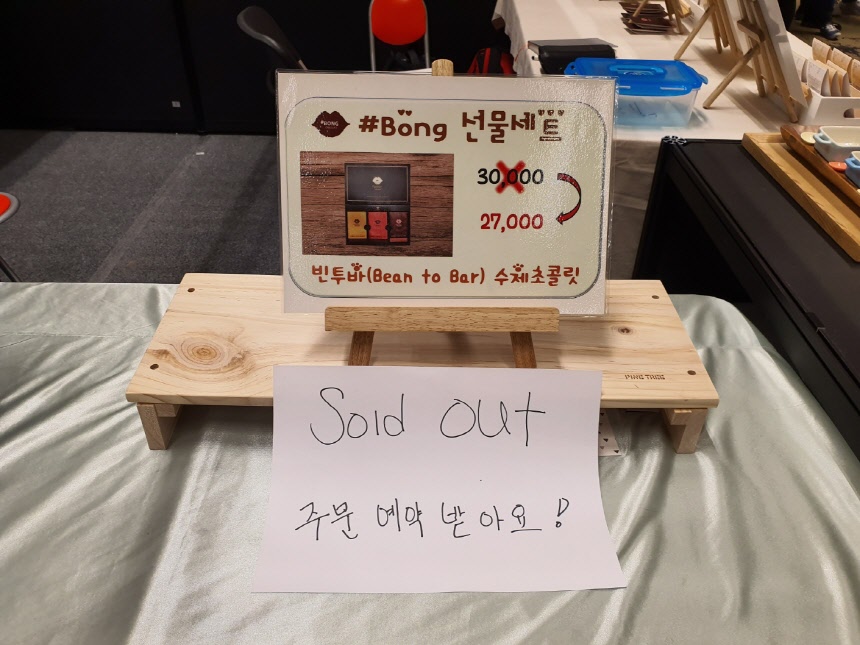 #Bong 선물세트
#BONG
30,000
27,000
빈투바(Bean to Bar) 수제초콜릿
Sold out
주문 예약 받아요!